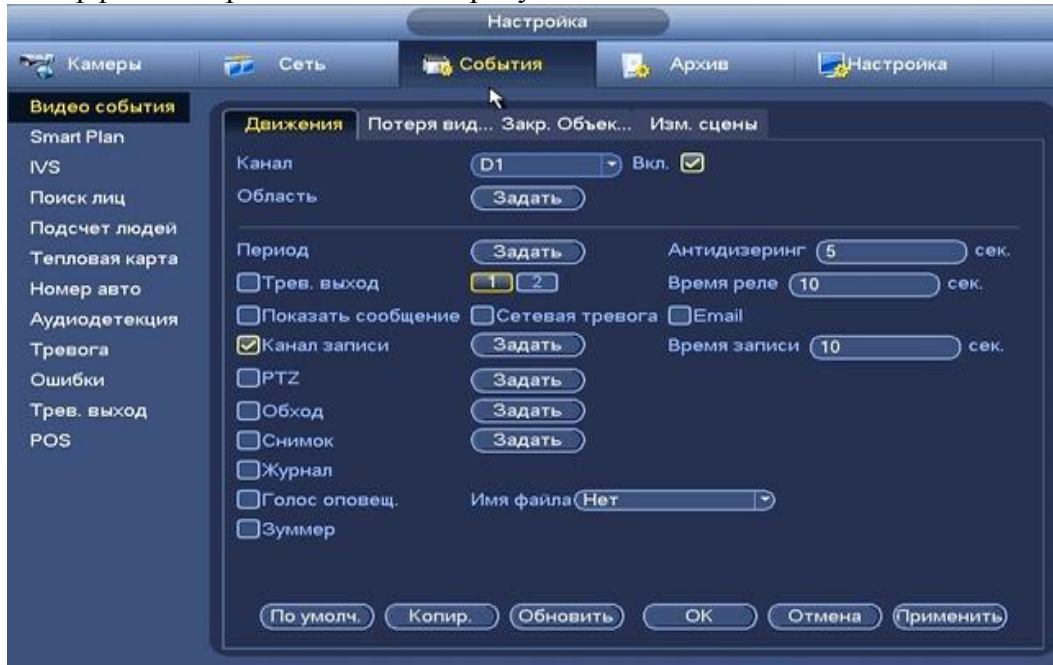 Настройка
Камеры Сеть События Архив Настройка
Видео события
Smart Plan
IVS
Поиск лиц
Подсчет людей
Тепловая карта
Номер авто
Аудиодетекция
Тревога
Ошибки
Трев. выход
POS
Движения Потеря вид... Закр. Объек... Изм. сцены
Канал D1 Вкл.
Область Задать
Период Задать Антидизеринг 5 сек.
Трев. выход 1 2 Время реле 10 сек.
Показать сообщение Сетевая тревога Email
Канал записи Задать Время записи 10 сек.
PTZ Задать
Обход Задать
Снимок Задать
Журнал
Голос оповещ. Имя файла Нет
Зуммер
По умолч. Копир. Обновить OK Отмена Применить